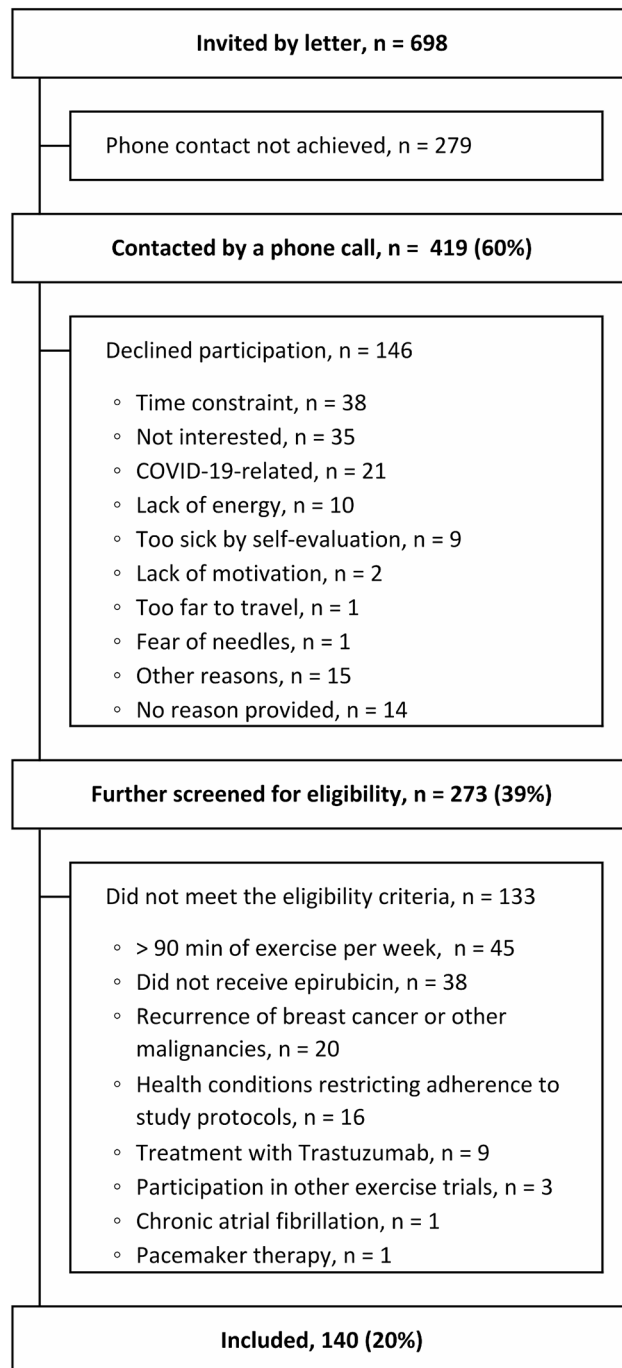 Invited by letter, n = 698
Phone contact not achieved, n = 279
Contacted by a phone call, n =  419 (60%)
Declined participation, n = 146
◦ Time constraint, n = 38
◦ Not interested, n = 35
◦ COVID-19-related, n = 21
◦ Lack of energy, n = 10
◦ Too sick by self-evaluation, n = 9
◦ Lack of motivation, n = 2
◦ Too far to travel, n = 1
◦ Fear of needles, n = 1
◦ Other reasons, n = 15
◦ No reason provided, n = 14
Further screened for eligibility, n = 273 (39%)
Did not meet the eligibility criteria, n = 133
◦ > 90 min of exercise per week,  n = 45
◦ Did not receive epirubicin, n = 38
◦ Recurrence of breast cancer or other
malignancies, n = 20
◦ Health conditions restricting adherence to
study protocols, n = 16
◦ Treatment with Trastuzumab, n = 9
◦ Participation in other exercise trials, n = 3
◦ Chronic atrial fibrillation, n = 1
◦ Pacemaker therapy, n = 1
Included, 140 (20%)